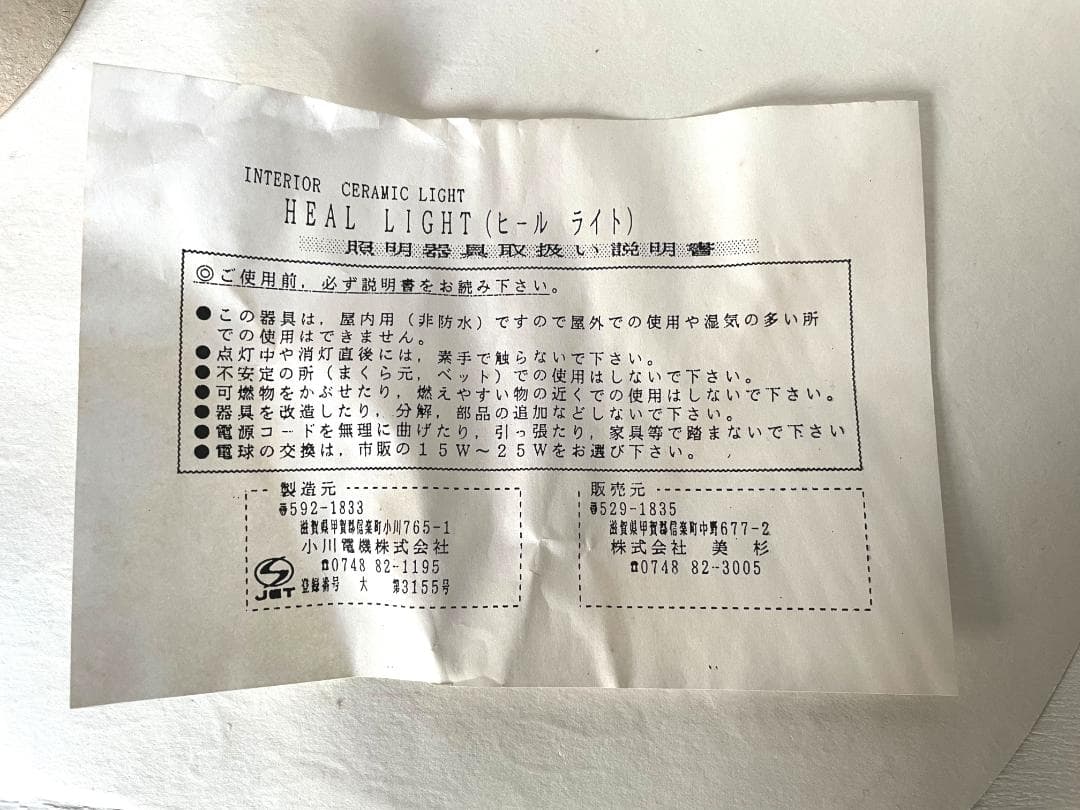 INTERIOR CERAMIC LIGHT
HEAL LIGHT(ヒール ライト)
照明器具取扱い説明書
◎ご使用前，必ず説明書をお読み下さい。
●この器具は，屋内用（非防水）ですので屋外での使用や湿気の多い所
での使用はできません。
●点灯中や消灯直後には，素手で触らないで下さい。
●不安定の所（まくら元，ベット）での使用はしないで下さい。
●可燃物をかぶせたり，燃えやすい物の近くでの使用はしないで下さい。
●器具を改造したり，分解，部品の追加などしないで下さい。
●電源コードを無理に曲げたり，引っ張たり，家具等で踏まないで下さい
●電球の交換は，市販の１５Ｗ～２５Ｗをお選び下さい。
製造元
〠592-1833
滋賀県甲賀郡信楽町小川765-1
小川電機株式会社
☎0748 82-1195
JET
登録番号 大 第3155号
販売元
〠529-1835
滋賀県甲賀郡信楽町中野677-2
株式会社 美杉
☎0748 82-3005